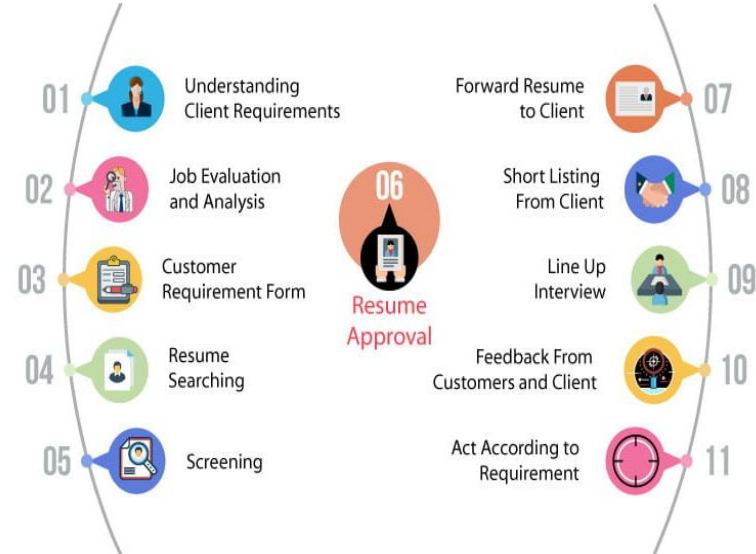 01
Understanding
Client Requirements
02
Job Evaluation
and Analysis
03
Customer
Requirement Form
04
Resume
Searching
05
Screening
06
Resume
Approval
Forward Resume
to Client
07
Short Listing
From Client
08
Line Up
Interview
09
Feedback From
Customers and Client
10
Act According to
Requirement
11